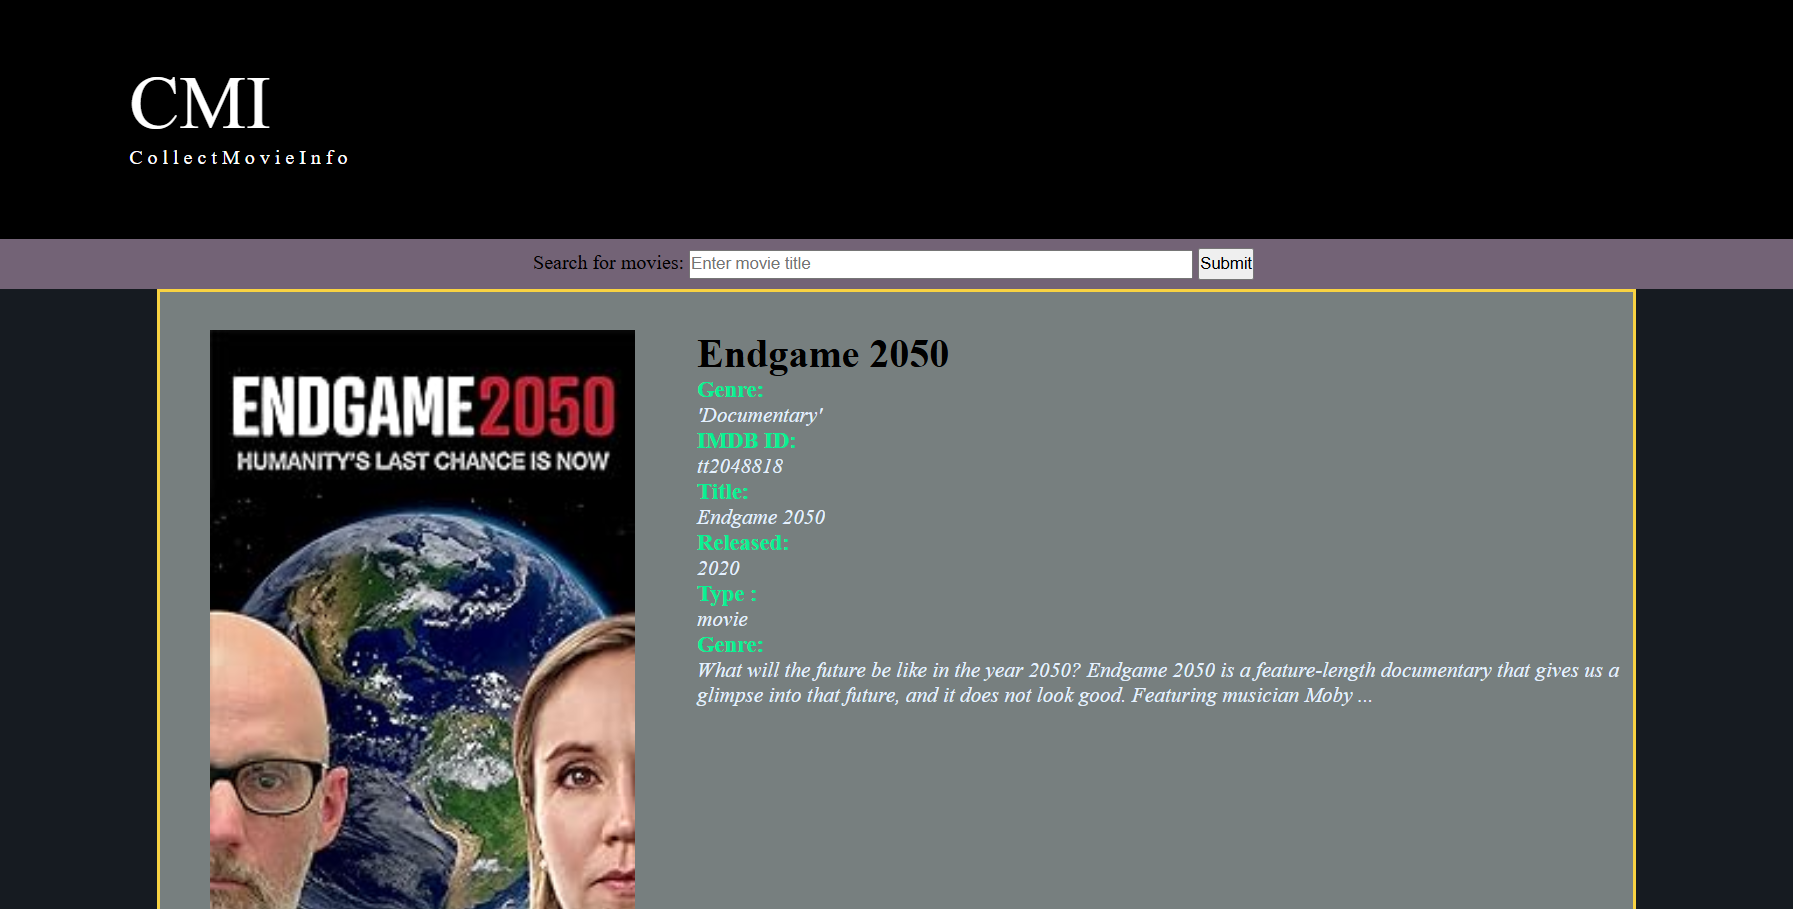 CMI
CollectMovieInfo
Search for movies: Enter movie title Submit
ENDGAME2050
HUMANITY'S LAST CHANCE IS NOW
Endgame 2050
Genre:
'Documentary'
IMDB ID:
tt2048818
Title:
Endgame 2050
Released:
2020
Type :
movie
Genre:
What will the future be like in the year 2050? Endgame 2050 is a feature-length documentary that gives us a
glimpse into that future, and it does not look good. Featuring musician Moby ...